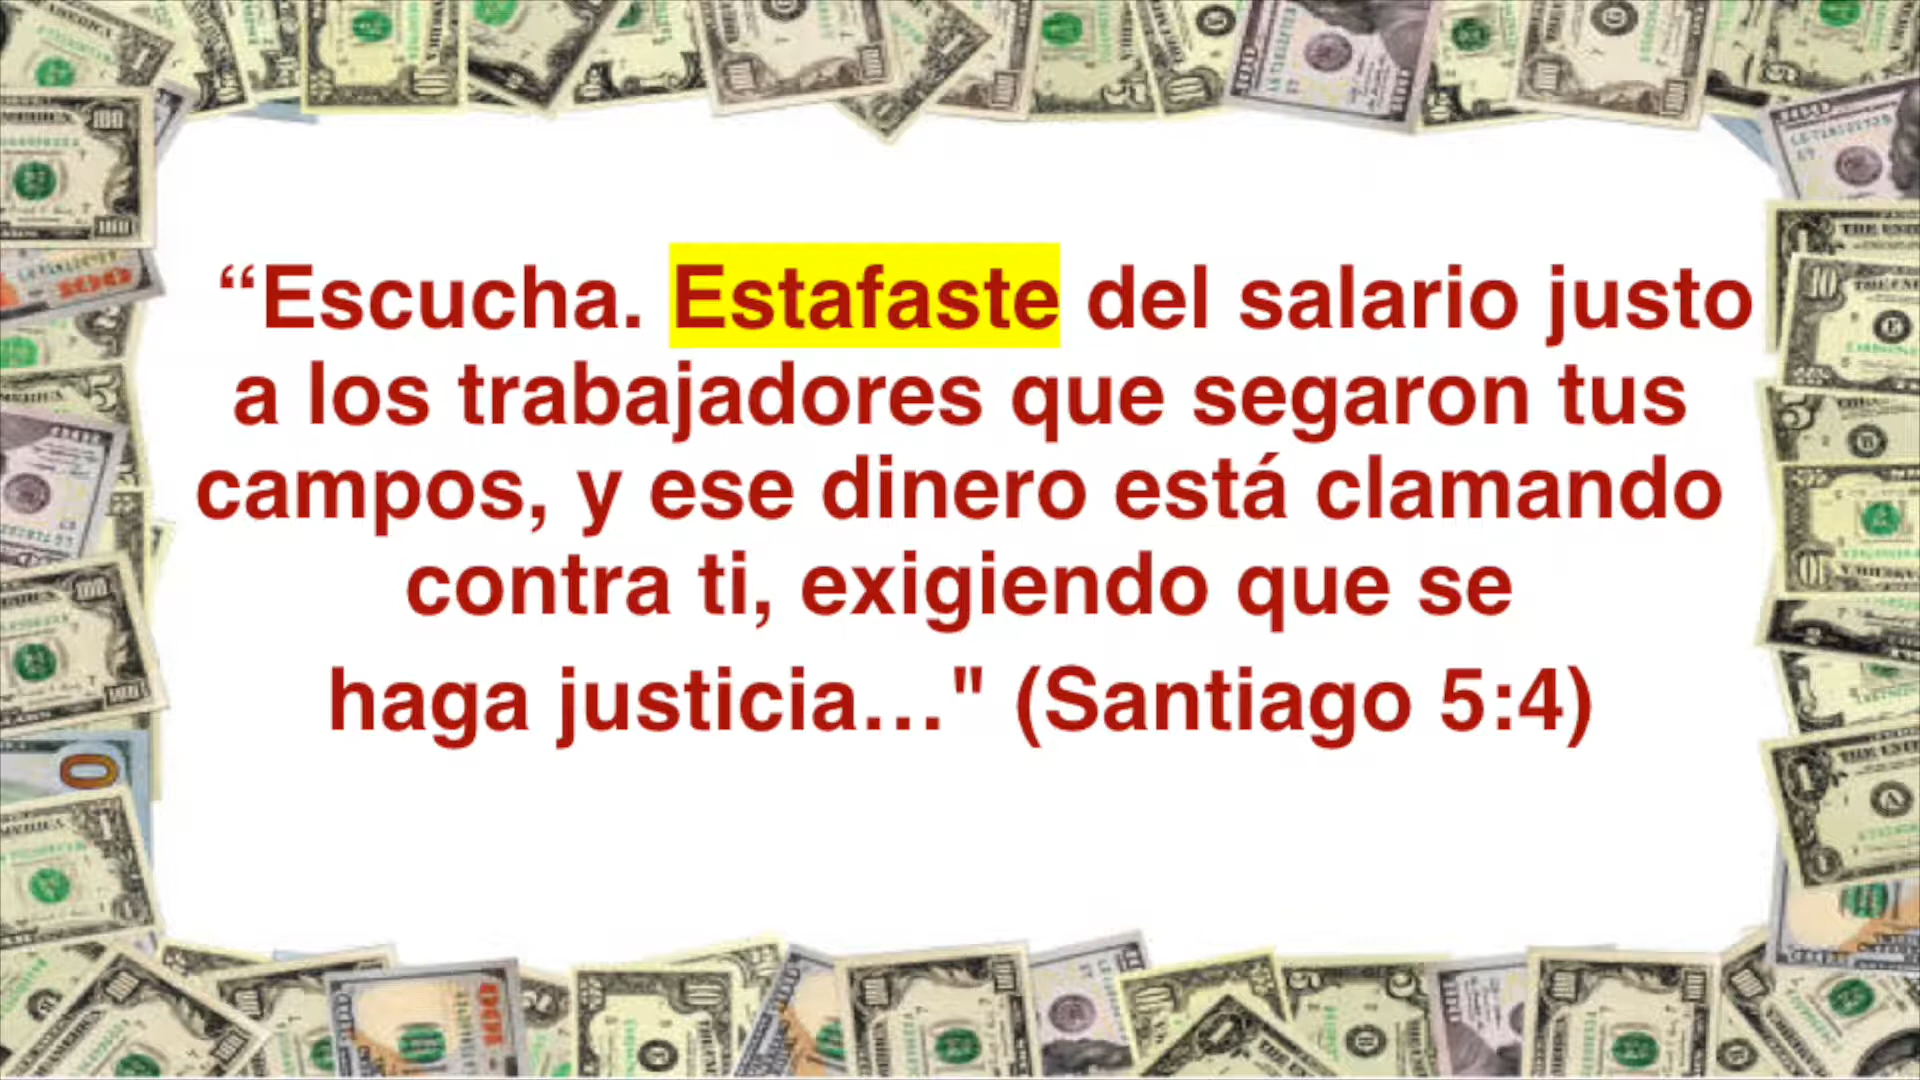 “Escucha. Estafaste del salario justo
a los trabajadores que segaron tus
campos, y ese dinero está clamando
contra ti, exigiendo que se
haga justicia…" (Santiago 5:4)